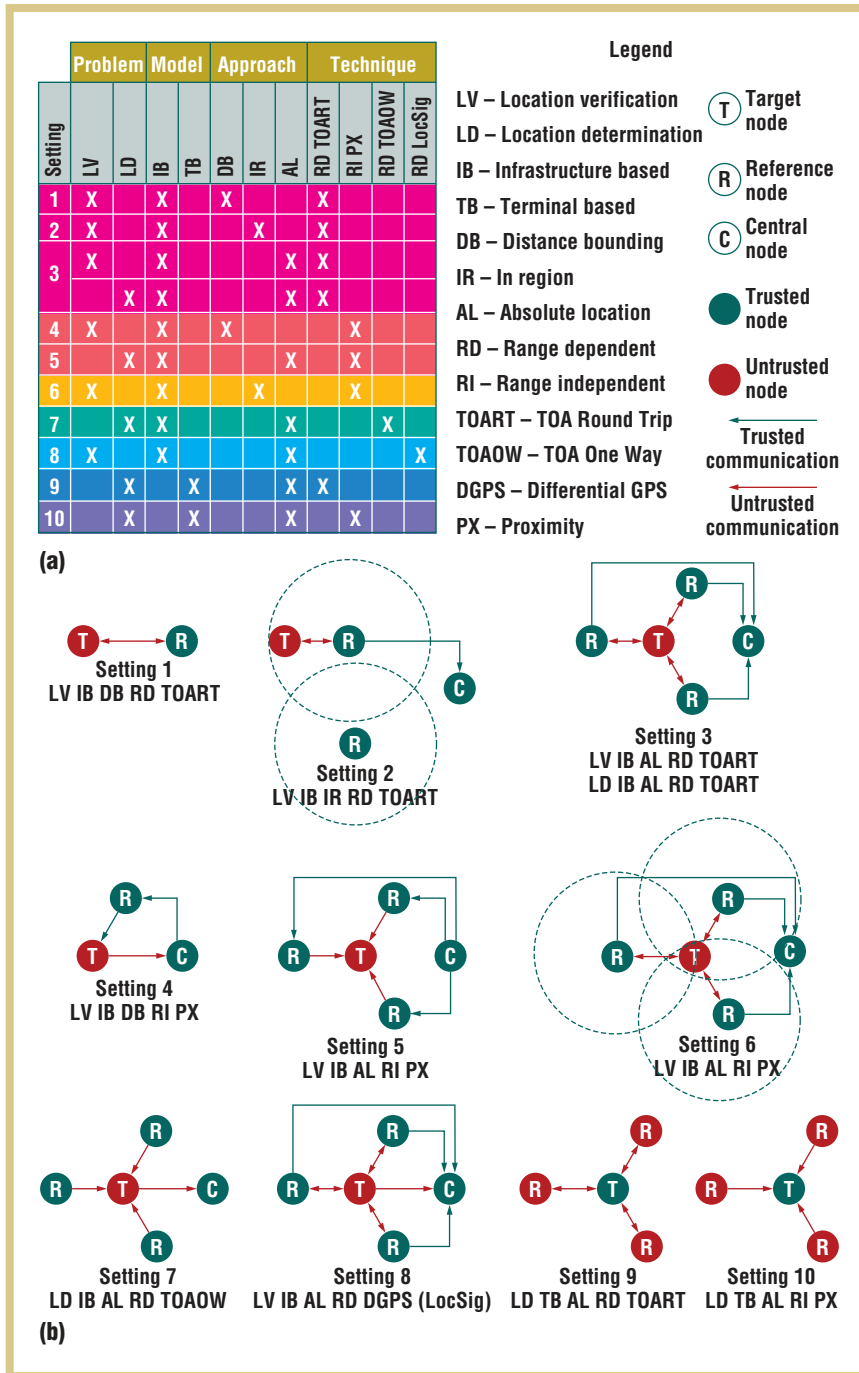 Problem Model Approach Technique
Setting LV LD IB TB DB IR AL RD TOART RI PX RD TOAOW RD LocSig
1 X X X X
2 X X X X
3 X X X X
X X X X
4 X X X X
5 X X X X
6 X X X X
7 X X X X
8 X X X X
9 X X X X
10 X X X X
(a)
Legend
LV – Location verification
LD – Location determination
IB – Infrastructure based
TB – Terminal based
DB – Distance bounding
IR – In region
AL – Absolute location
RD – Range dependent
RI – Range independent
TOART – TOA Round Trip
TOAOW – TOA One Way
DGPS – Differential GPS
PX – Proximity
T Target
node
R Reference
node
C Central
node
Trusted
node
Untrusted
node
Trusted
communication
Untrusted
communication
T R
Setting 1
LV IB DB RD TOART
T R
C
R
Setting 2
LV IB IR RD TOART
R
R T C
R
Setting 3
LV IB AL RD TOART
LD IB AL RD TOART
R
T C
Setting 4
LV IB DB RI PX
R
R T C
R
Setting 5
LV IB AL RI PX
R
R T C
R
Setting 6
LV IB AL RI PX
R
R T C
R
Setting 7
LD IB AL RD TOAOW
R
R T C
R
Setting 8
LV IB AL RD DGPS (LocSig)
R
R T
R
Setting 9
LD TB AL RD TOART
R
R T
R
Setting 10
LD TB AL RI PX
(b)